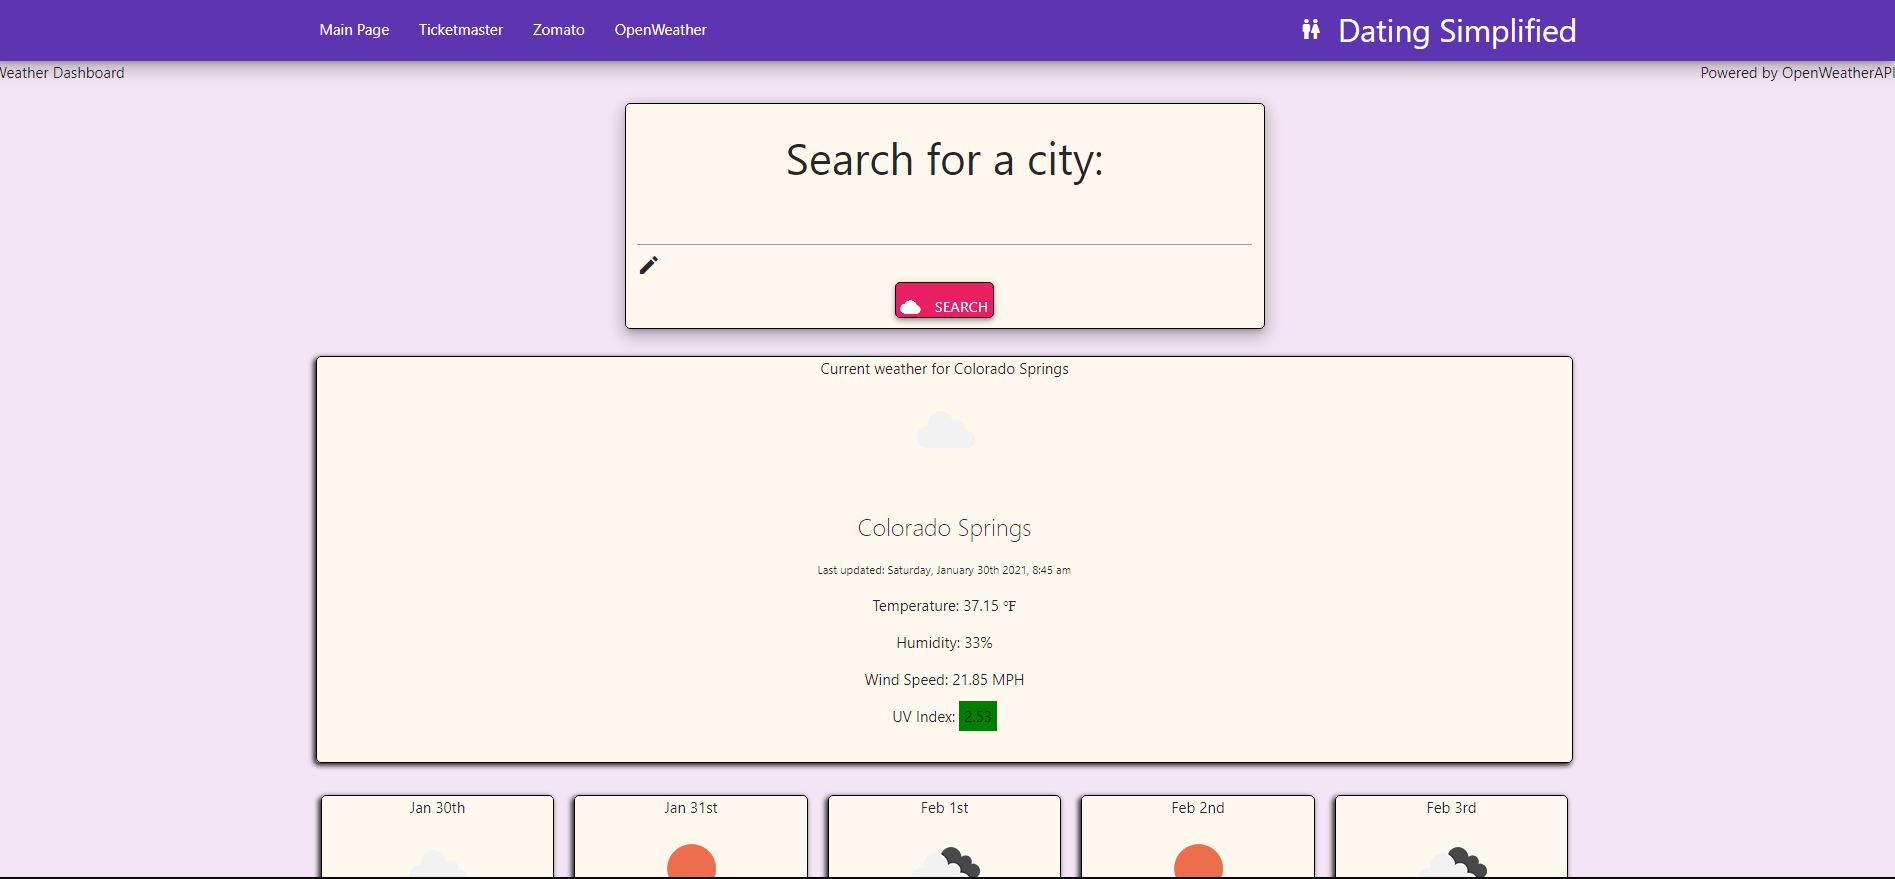 Main Page Ticketmaster Zomato OpenWeather Dating Simplified
Weather Dashboard Powered by OpenWeatherAPI
Search for a city:
SEARCH
Current weather for Colorado Springs
Colorado Springs
Last updated: Saturday, January 30th 2021, 8:45 am
Temperature: 37.15 °F
Humidity: 33%
Wind Speed: 21.85 MPH
UV Index: 2.53
Jan 30th Jan 31st Feb 1st Feb 2nd Feb 3rd